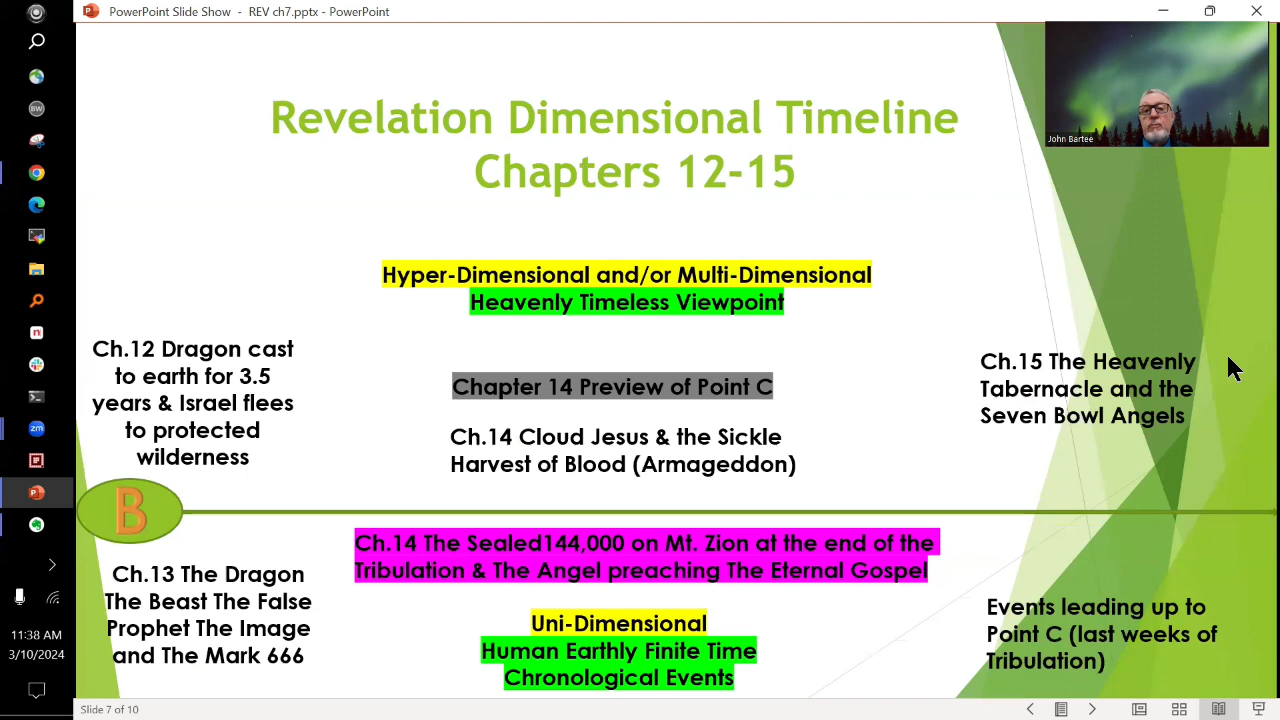 PowerPoint Slide Show - REV ch7.pptx - PowerPoint
Revelation Dimensional Timeline
Chapters 12-15
John Bartee
Hyper-Dimensional and/or Multi-Dimensional
Heavenly Timeless Viewpoint
Ch.12 Dragon cast
to earth for 3.5
years & Israel flees
to protected
wilderness
Chapter 14 Preview of Point C
Ch.14 Cloud Jesus & the Sickle
Harvest of Blood (Armageddon)
Ch.15 The Heavenly
Tabernacle and the
Seven Bowl Angels
B
Ch.14 The Sealed144,000 on Mt. Zion at the end of the
Tribulation & The Angel preaching The Eternal Gospel
Ch.13 The Dragon
The Beast The False
Prophet The Image
and The Mark 666
Uni-Dimensional
Human Earthly Finite Time
Chronological Events
Events leading up to
Point C (last weeks of
Tribulation)
BW
n
zm
11:38 AM
3/10/2024
Slide 7 of 10